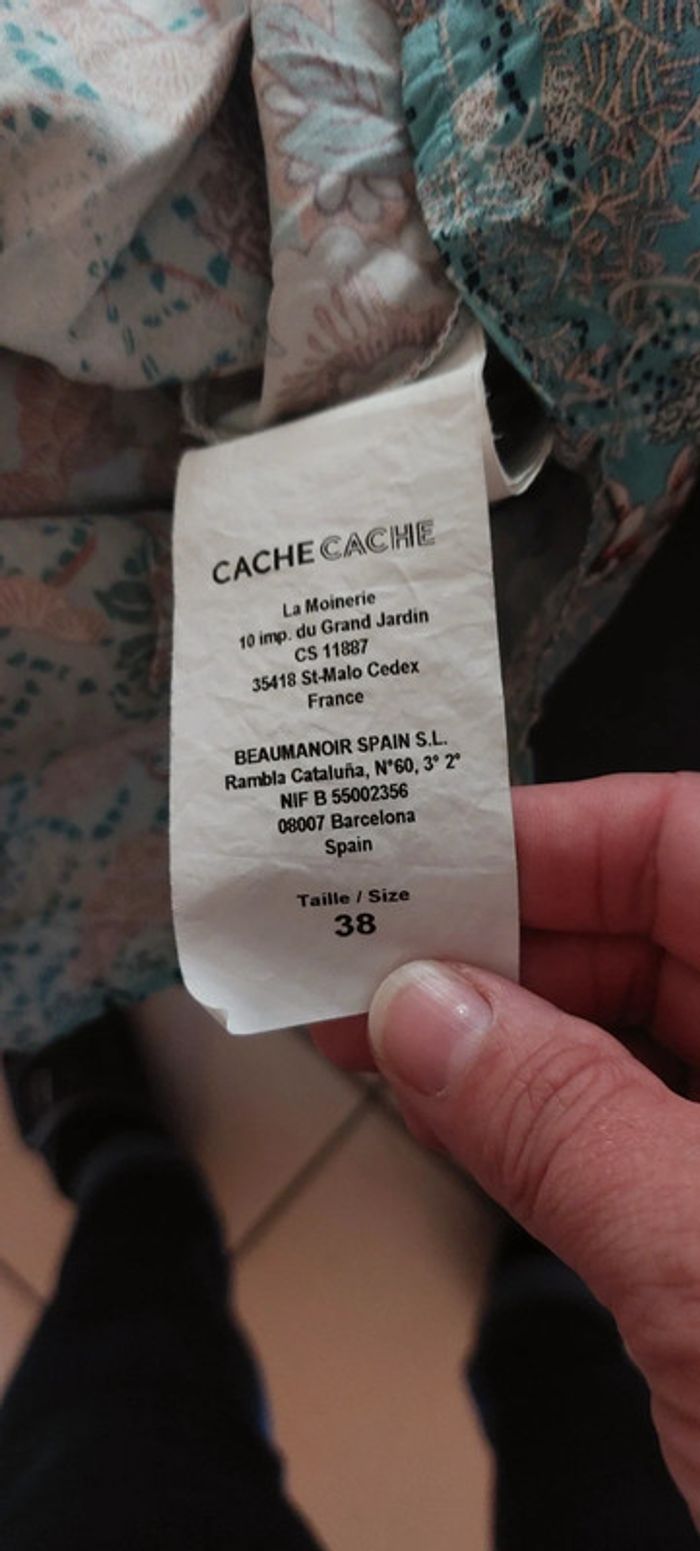 CACHE CACHE
La Moinerie
10 imp. du Grand Jardin
CS 11887
35418 St-Malo Cedex
France
BEAUMANOIR SPAIN S.L.
Rambla Cataluña, N°60, 3° 2°
NIF B 55002356
08007 Barcelona
Spain
Taille / Size
38